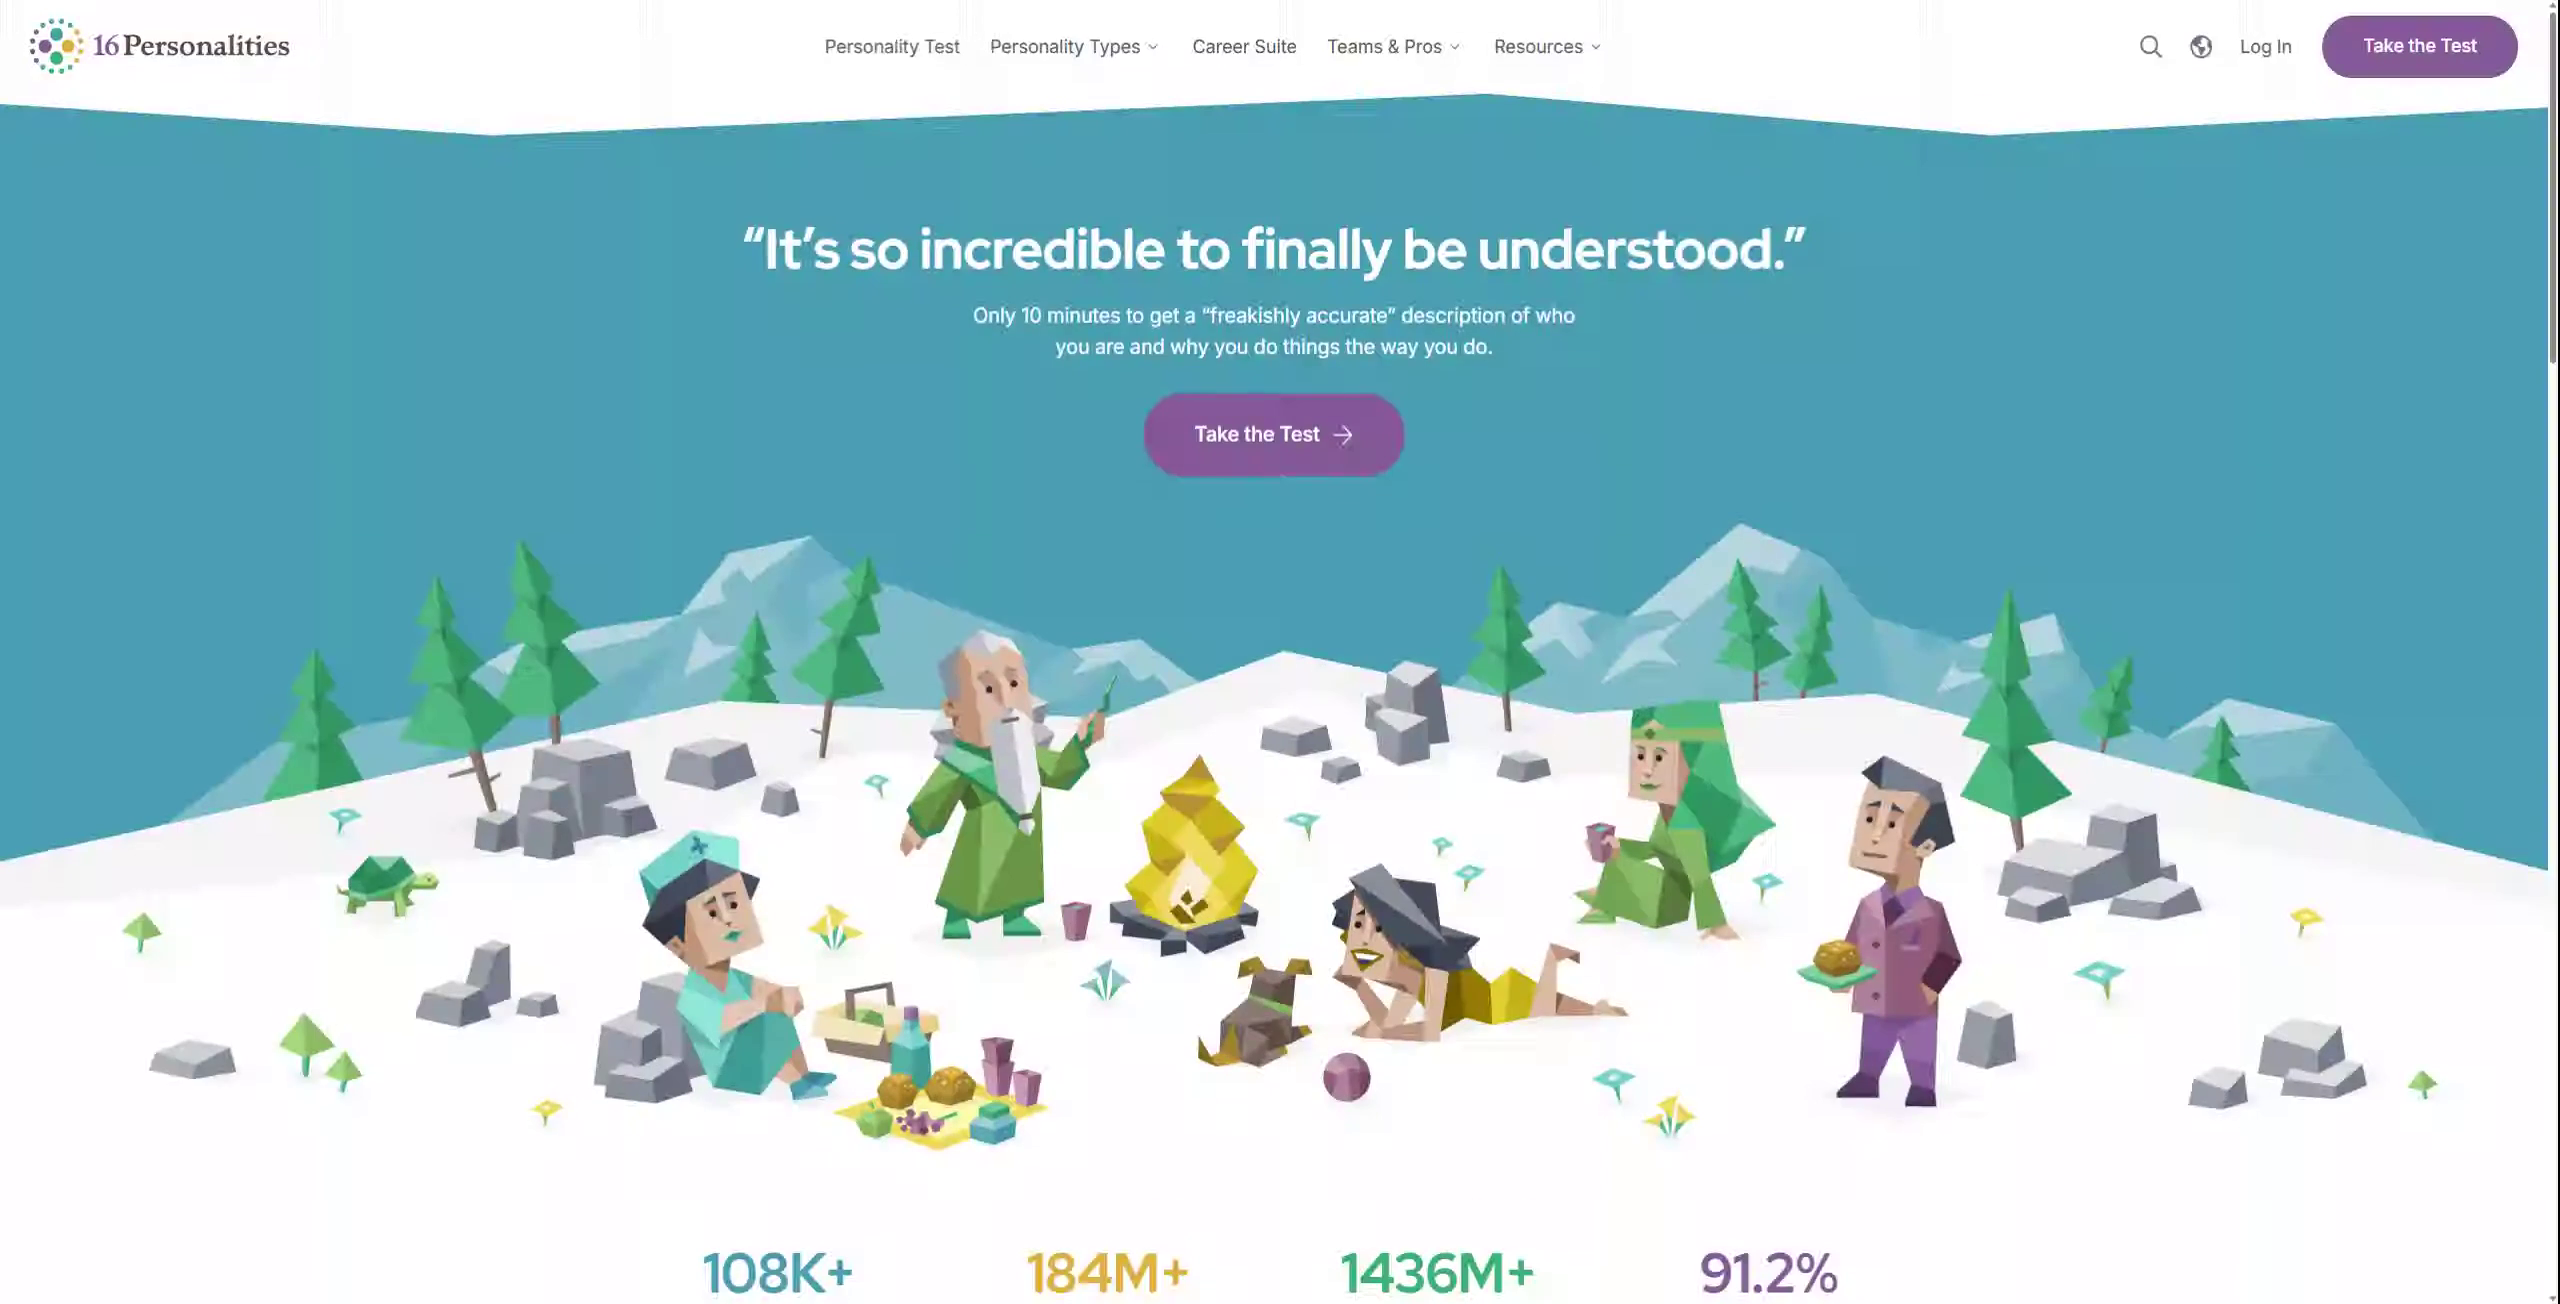 16 Personalities
Personality Test
Personality Types
Career Suite
Teams & Pros
Resources
Log In
Take the Test
“It’s so incredible to finally be understood.”
Only 10 minutes to get a “freakishly accurate” description of who
you are and why you do things the way you do.
Take the Test →
108K+
184M+
1436M+
91.2%